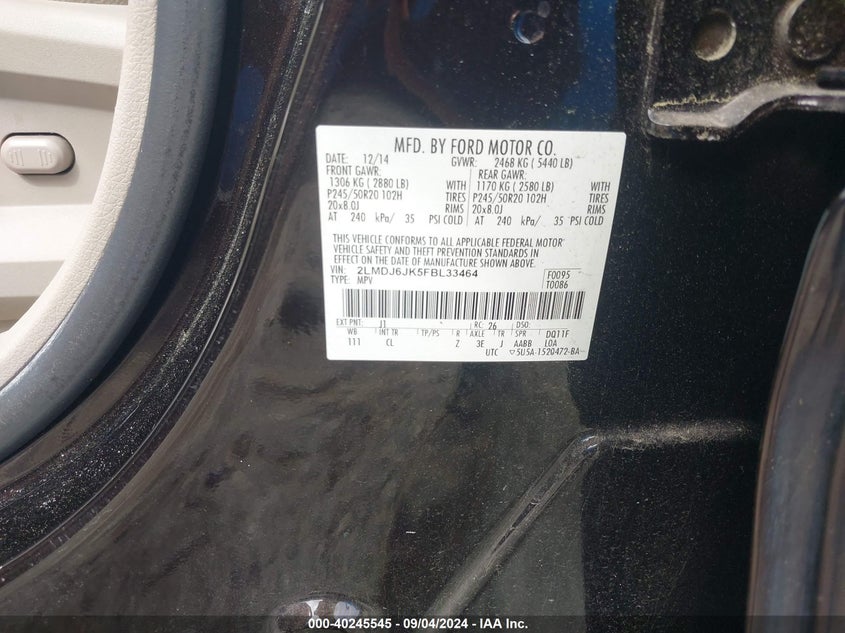 MFD. BY FORD MOTOR CO.
DATE: 12/14 GVWR: 2468 KG ( 5440 LB)
FRONT GAWR: REAR GAWR:
1306 KG ( 2880 LB) WITH 1170 KG ( 2580 LB) WITH
P245/50R20 102H TIRES P245/50R20 102H TIRES
20x8.0J RIMS 20x8.0J RIMS
AT 240 kPa/ 35 PSI COLD AT 240 kPa/ 35 PSI COLD
THIS VEHICLE CONFORMS TO ALL APPLICABLE FEDERAL MOTOR
VEHICLE SAFETY AND THEFT PREVENTION STANDARDS IN
EFFECT ON THE DATE OF MANUFACTURE SHOWN ABOVE.
VIN: 2LMDJ6JK5FBL33464 F0095
TYPE: MPV T0086
EXT PNT: J1 RC: 26 DSO:
WB INT TR TP/PS R AXLE TR SPR DQ11F
111 CL Z 3E J AABB LOA
UTC ▽5U5A-1520472-BA
000-40245545 - 09/04/2024 - IAA Inc.